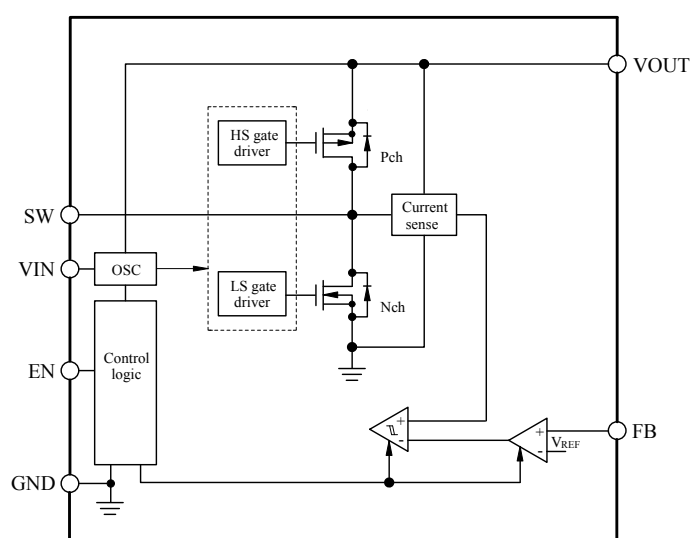 VOUT
HS gate
driver
Pch
SW
Current
sense
VIN
OSC
LS gate
driver
Nch
Control
logic
EN
+
-
+
VREF
-
FB
GND